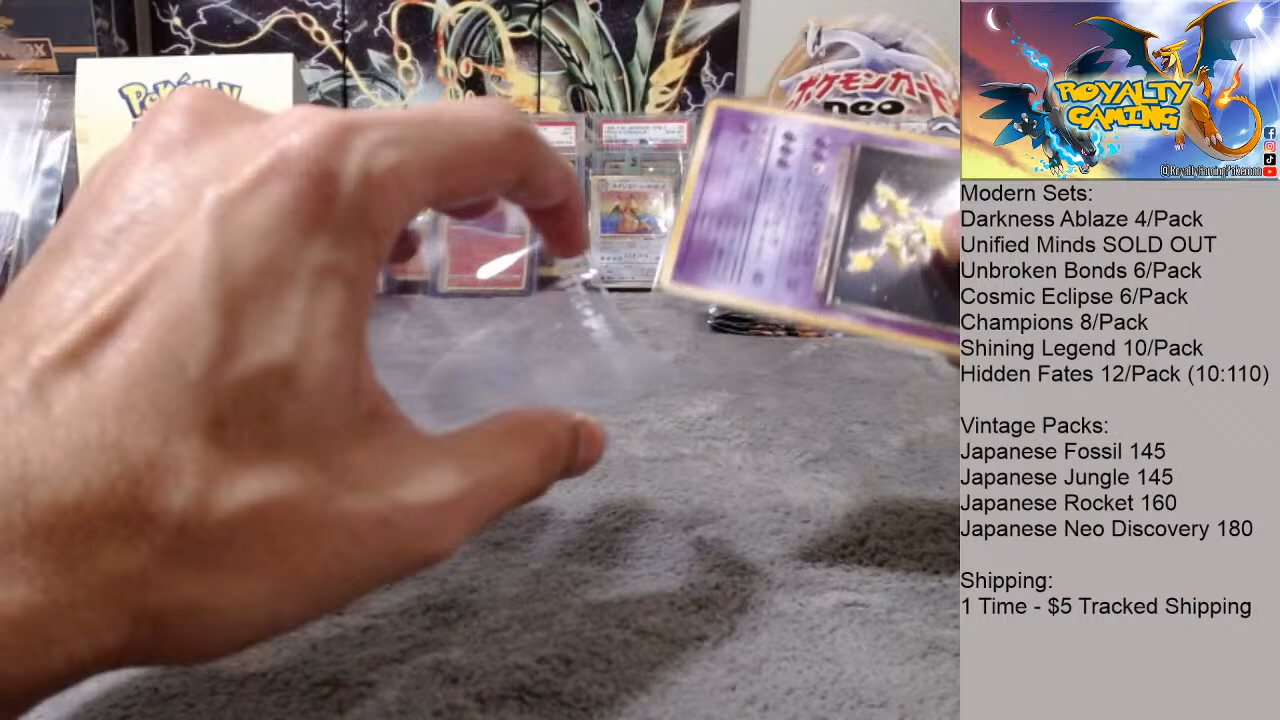 POKéMON
BOX
ポケモンカード
neo
ROYALTY
GAMING
@RoyaltyGamingPokemon
Modern Sets:
Darkness Ablaze 4/Pack
Unified Minds SOLD OUT
Unbroken Bonds 6/Pack
Cosmic Eclipse 6/Pack
Champions 8/Pack
Shining Legend 10/Pack
Hidden Fates 12/Pack (10:110)
Vintage Packs:
Japanese Fossil 145
Japanese Jungle 145
Japanese Rocket 160
Japanese Neo Discovery 180
Shipping:
1 Time - $5 Tracked Shipping